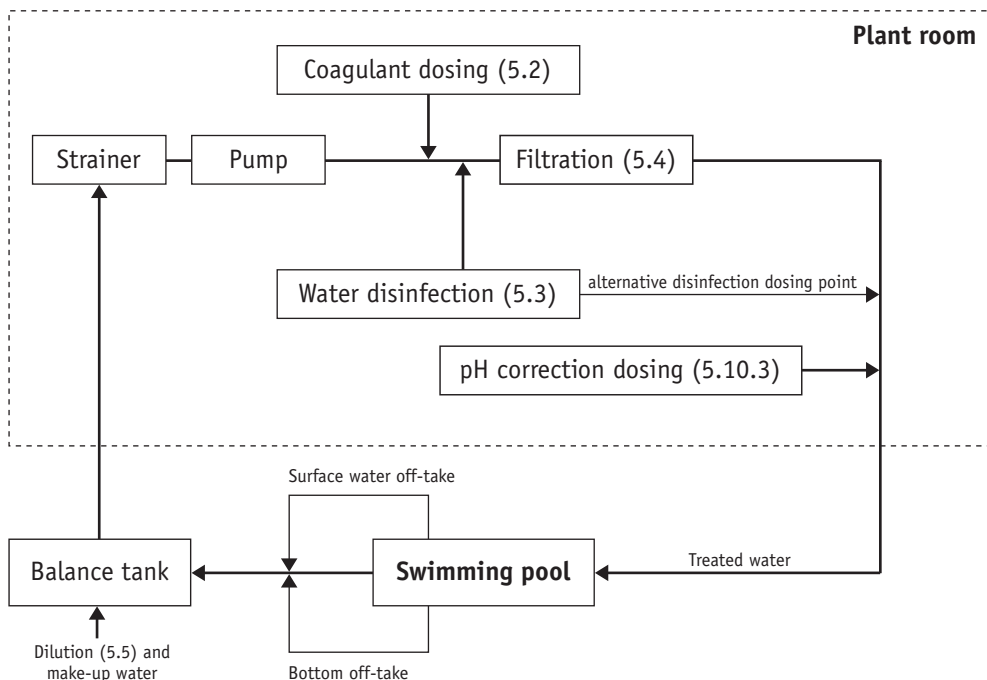 Plant room
Coagulant dosing (5.2)
Strainer
Pump
Filtration (5.4)
Water disinfection (5.3)
alternative disinfection dosing point
pH correction dosing (5.10.3)
Surface water off-take
Balance tank
Swimming pool
Treated water
Dilution (5.5) and
make-up water
Bottom off-take